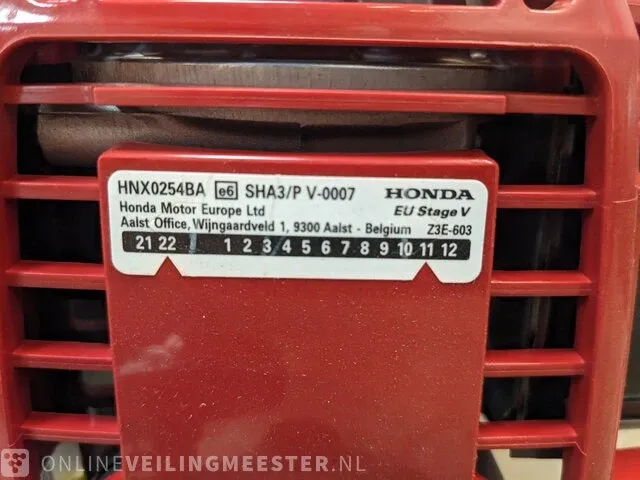 HNX0254BA e6 SHA3/P V-0007 HONDA
Honda Motor Europe Ltd EU Stage V
Aalst Office, Wijngaardveld 1, 9300 Aalst - Belgium Z3E-603
21 22 1 2 3 4 5 6 7 8 9 10 11 12
ONLINEVEILINGMEESTER.NL